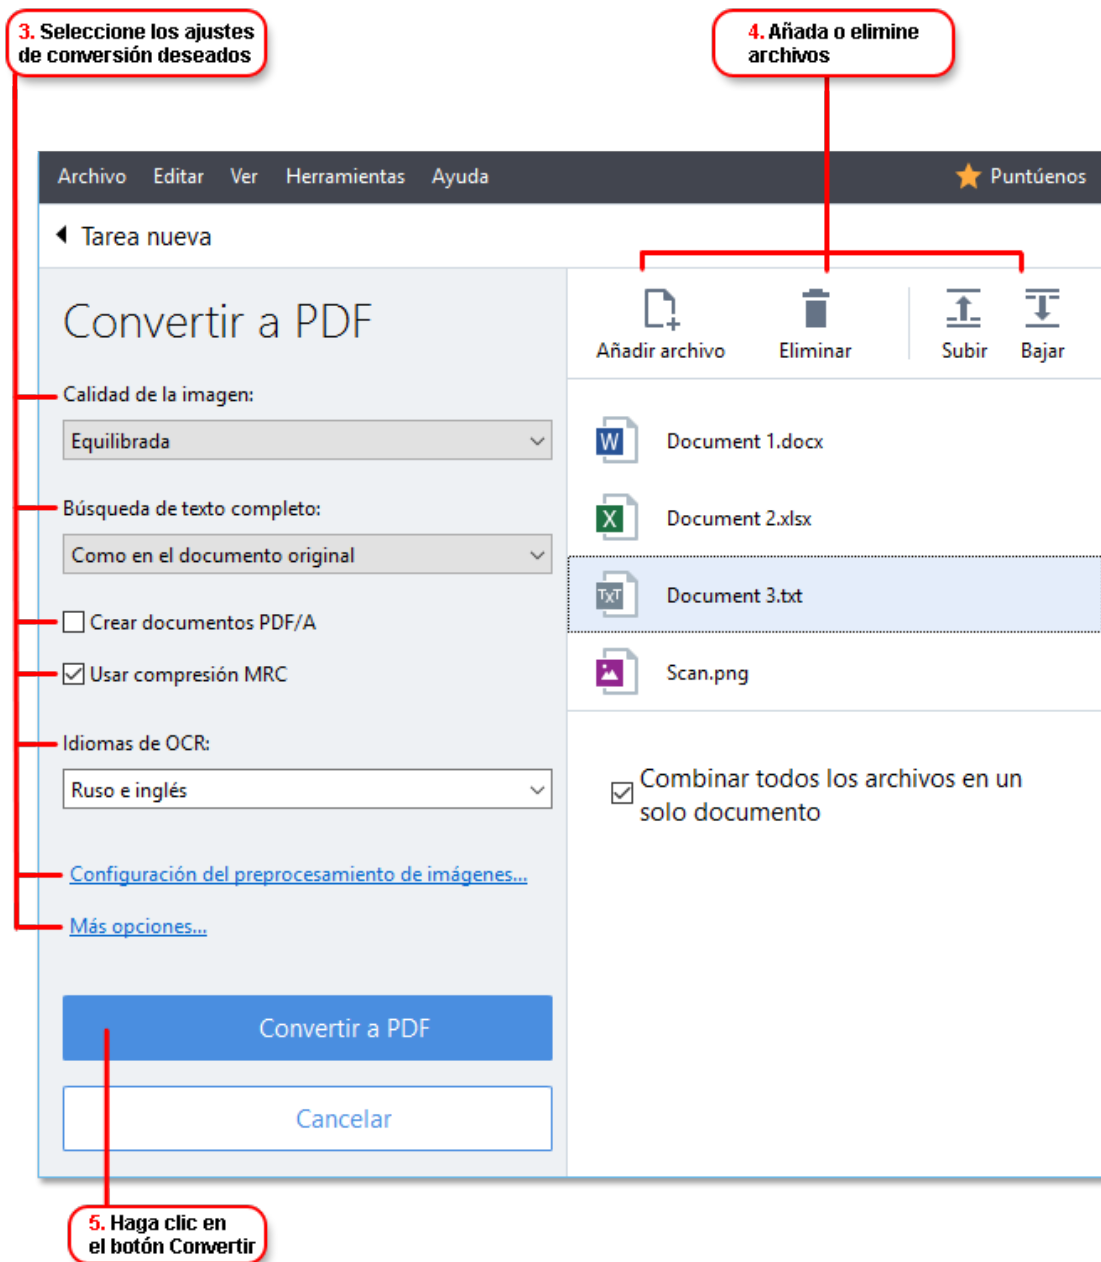 3. Seleccione los ajustes
de conversión deseados
4. Añada o elimine
archivos
Archivo Editar Ver Herramientas Ayuda
Puntúenos
Tarea nueva
Convertir a PDF
Calidad de la imagen:
Equilibrada
Búsqueda de texto completo:
Como en el documento original
Crear documentos PDF/A
Usar compresión MRC
Idiomas de OCR:
Ruso e inglés
Configuración del preprocesamiento de imágenes...
Más opciones...
Convertir a PDF
Cancelar
Añadir archivo Eliminar Subir Bajar
W Document 1.docx
X Document 2.xlsx
TXT Document 3.txt
Scan.png
Combinar todos los archivos en un
solo documento
5. Haga clic en
el botón Convertir